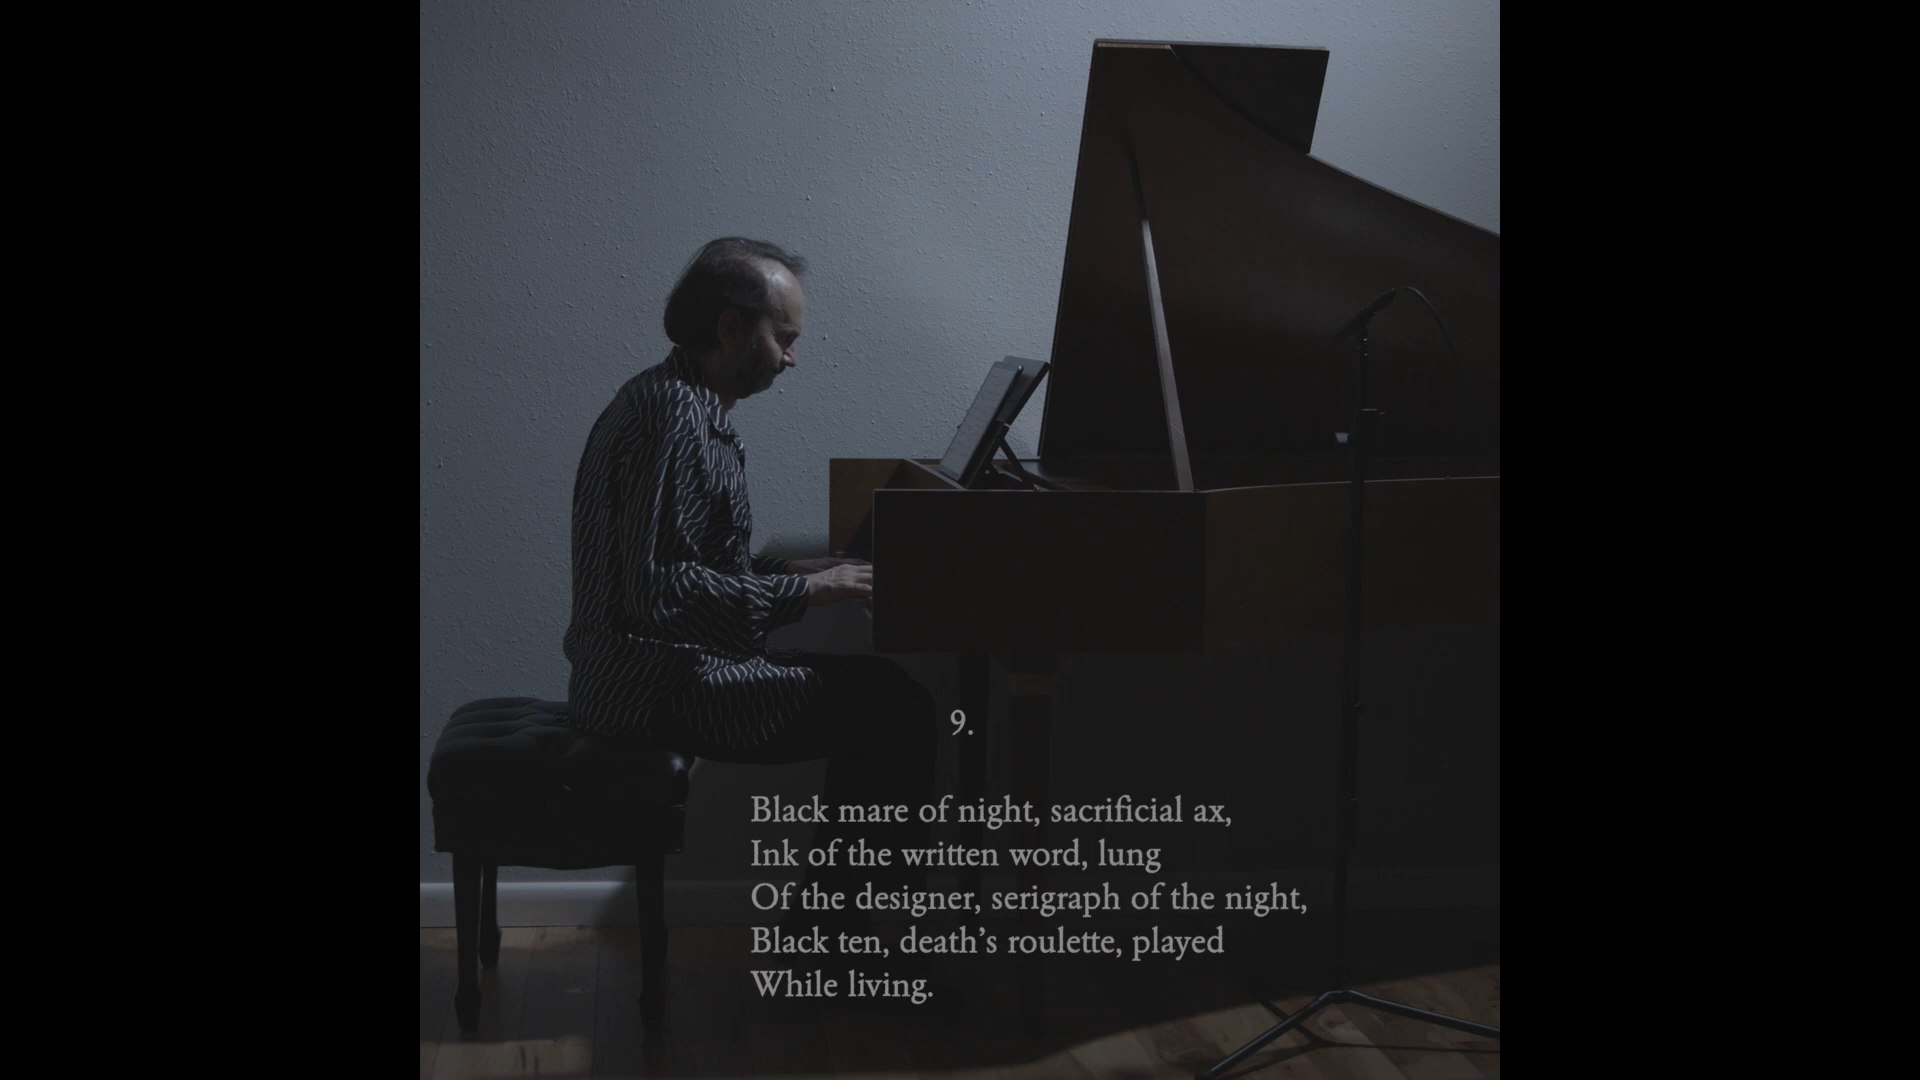 9.
Black mare of night, sacrificial ax,
Ink of the written word, lung
Of the designer, serigraph of the night,
Black ten, death’s roulette, played
While living.